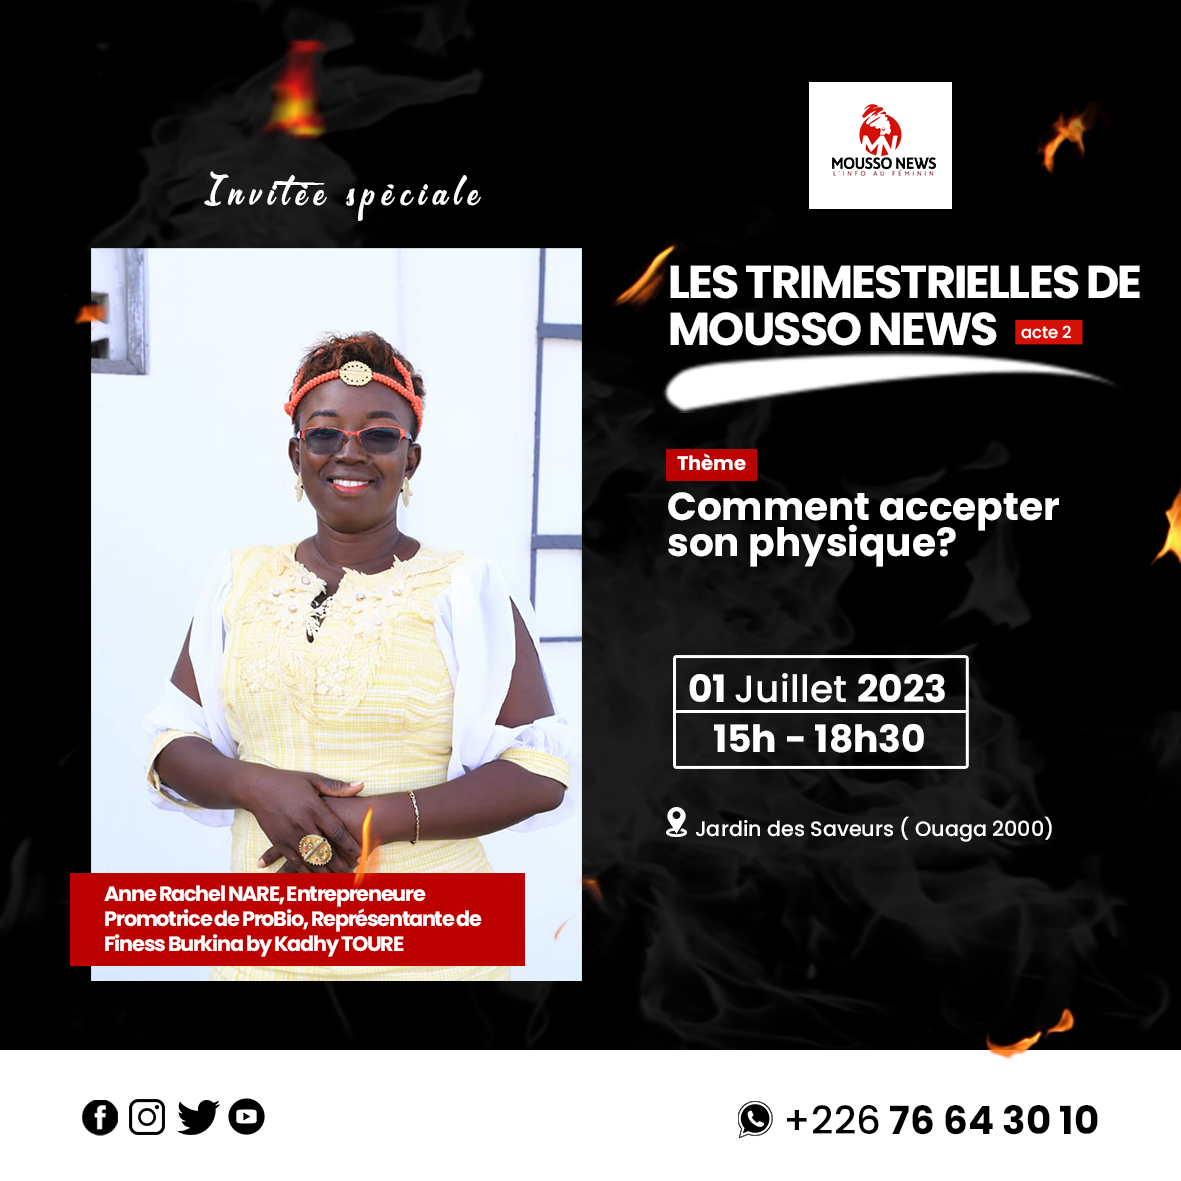 Invitée spèciale
MOUSSO NEWS
L'INFO AU FÉMININ
LES TRIMESTRIELLES DE
MOUSSO NEWS acte 2
Thème
Comment accepter
son physique?
01 Juillet 2023
15h - 18h30
Jardin des Saveurs ( Ouaga 2000)
Anne Rachel NARE, Entrepreneure
Promotrice de ProBio, Représentante de
Finess Burkina by Kadhy TOURE
+226 76 64 30 10